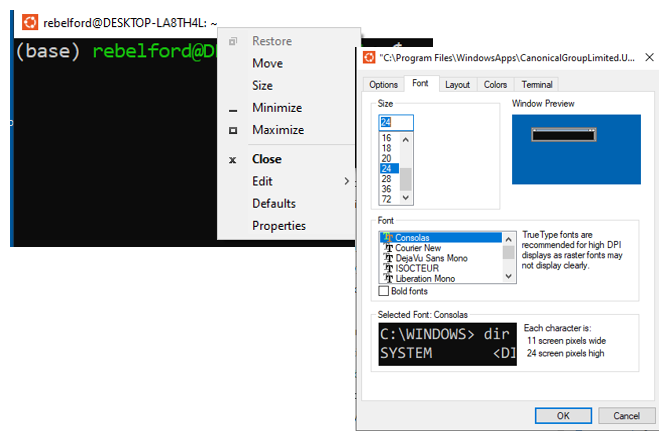 rebelford@DESKTOP-LA8TH4L: ~
(base) rebelford@D
$
Restore
Move
Size
Minimize
Maximize
Close
Edit
Defaults
Properties
"C:\Program Files\WindowsApps\CanonicalGroupLimited.U...
Options
Font
Layout
Colors
Terminal
Size
24
16
18
20
24
28
36
72
Window Preview
Font
Consolas
Courier New
DejaVu Sans Mono
ISOCTEUR
Liberation Mono
Bold fonts
TrueType fonts are
recommended for high DPI
displays as raster fonts may
not display clearly.
Selected Font: Consolas
C:\WINDOWS> dir
SYSTEM <DI
Each character is:
11 screen pixels wide
24 screen pixels high
OK
Cancel